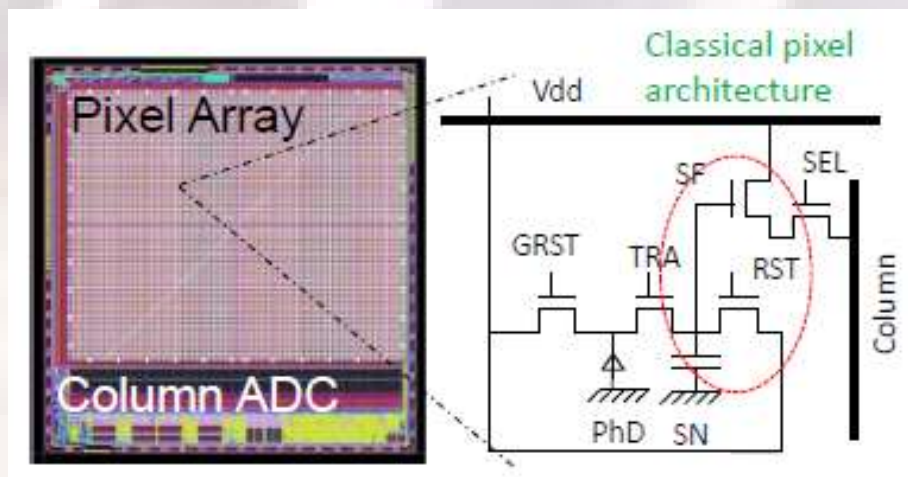 Pixel Array
Column ADC
Classical pixel
architecture
Vdd
SF
SEL
GRST
TRA
RST
Column
PhD
SN